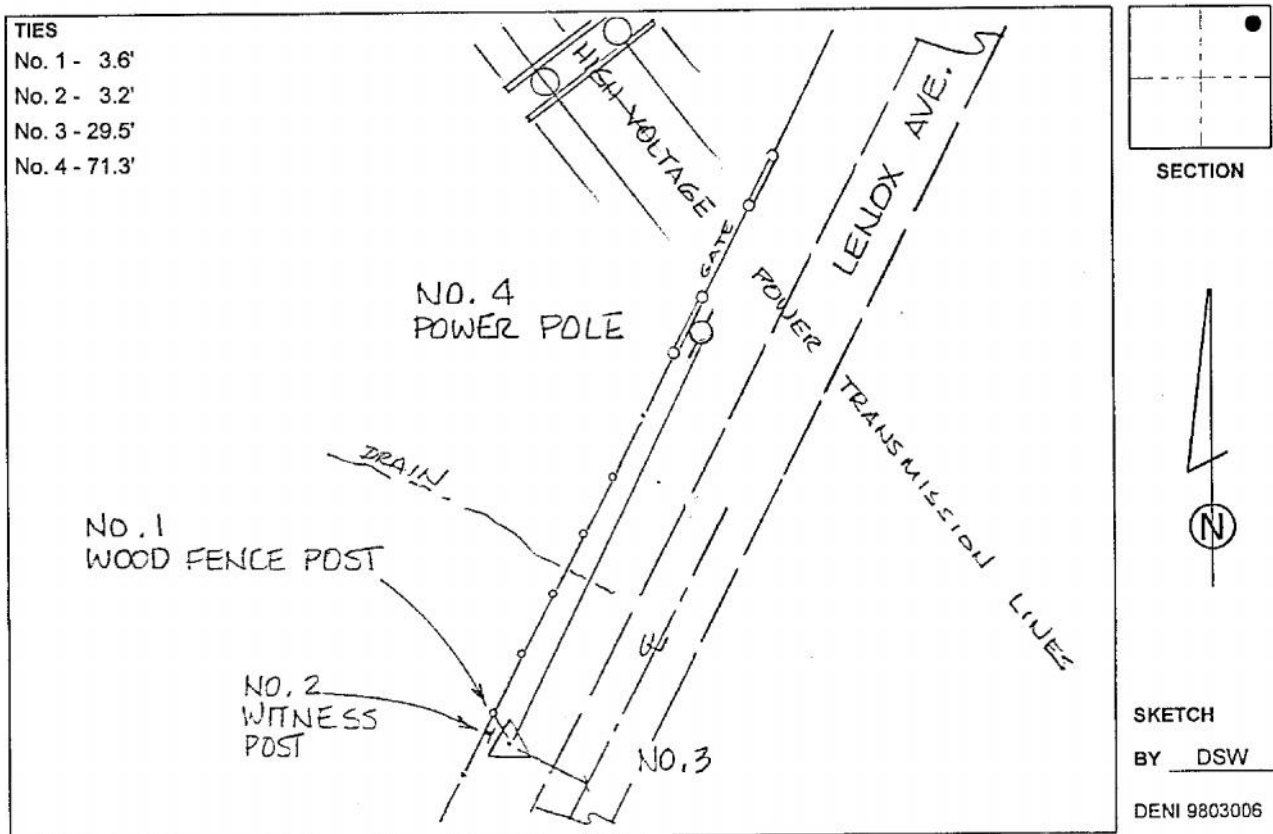 TIES
No. 1 - 3.6'
No. 2 - 3.2'
No. 3 - 29.5'
No. 4 - 71.3'
HIGH VOLTAGE
LENOX AVE.
GATE
NO. 4
POWER POLE
POWER TRANSMISSION LINES
DRAIN
NO. 1
WOOD FENCE POST
NO. 2
WITNESS
POST
℄
NO. 3
SECTION
N
SKETCH
BY DSW
DENI 9803006